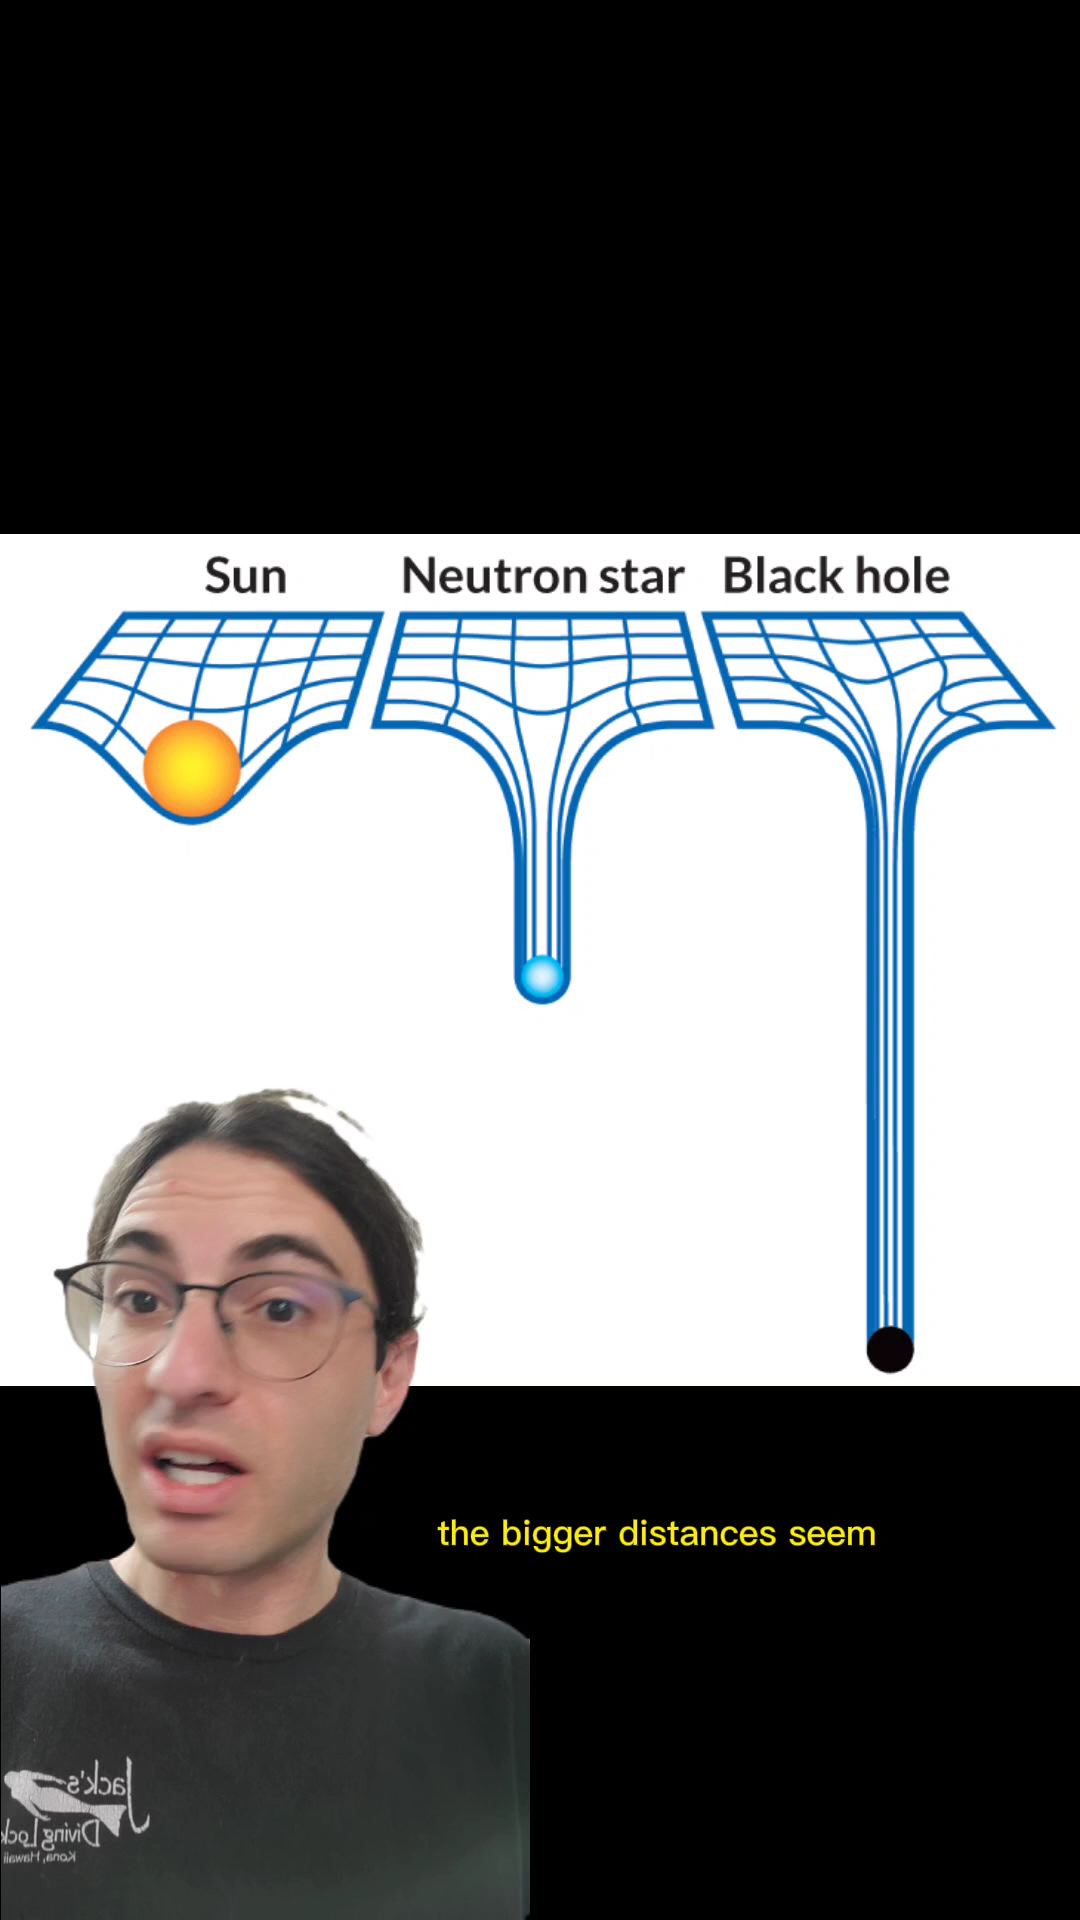 Sun Neutron star Black hole
the bigger distances seem
Jack's
Diving Lock
Kona, Hawaii